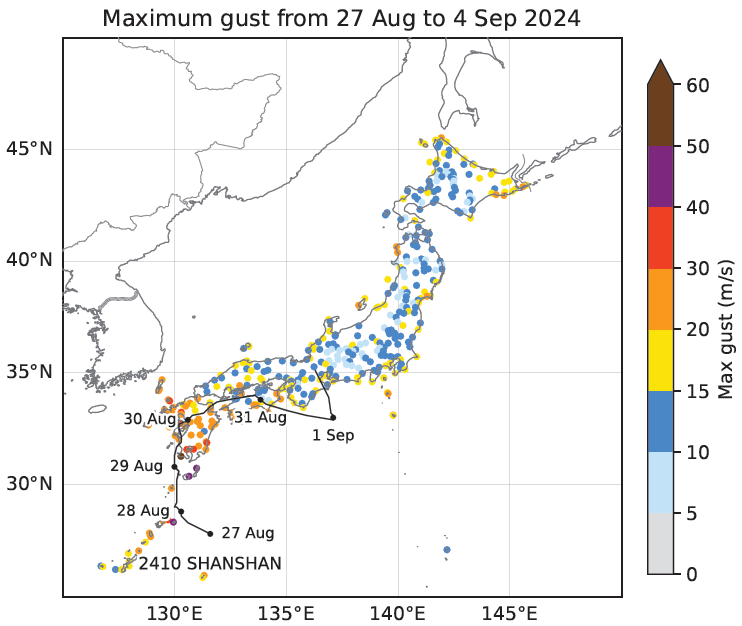 Maximum gust from 27 Aug to 4 Sep 2024
45°N
40°N
35°N
30°N
130°E
135°E
140°E
145°E
30 Aug
31 Aug
1 Sep
29 Aug
28 Aug
27 Aug
2410 SHANSHAN
60
50
40
30
20
15
10
5
0
Max gust (m/s)